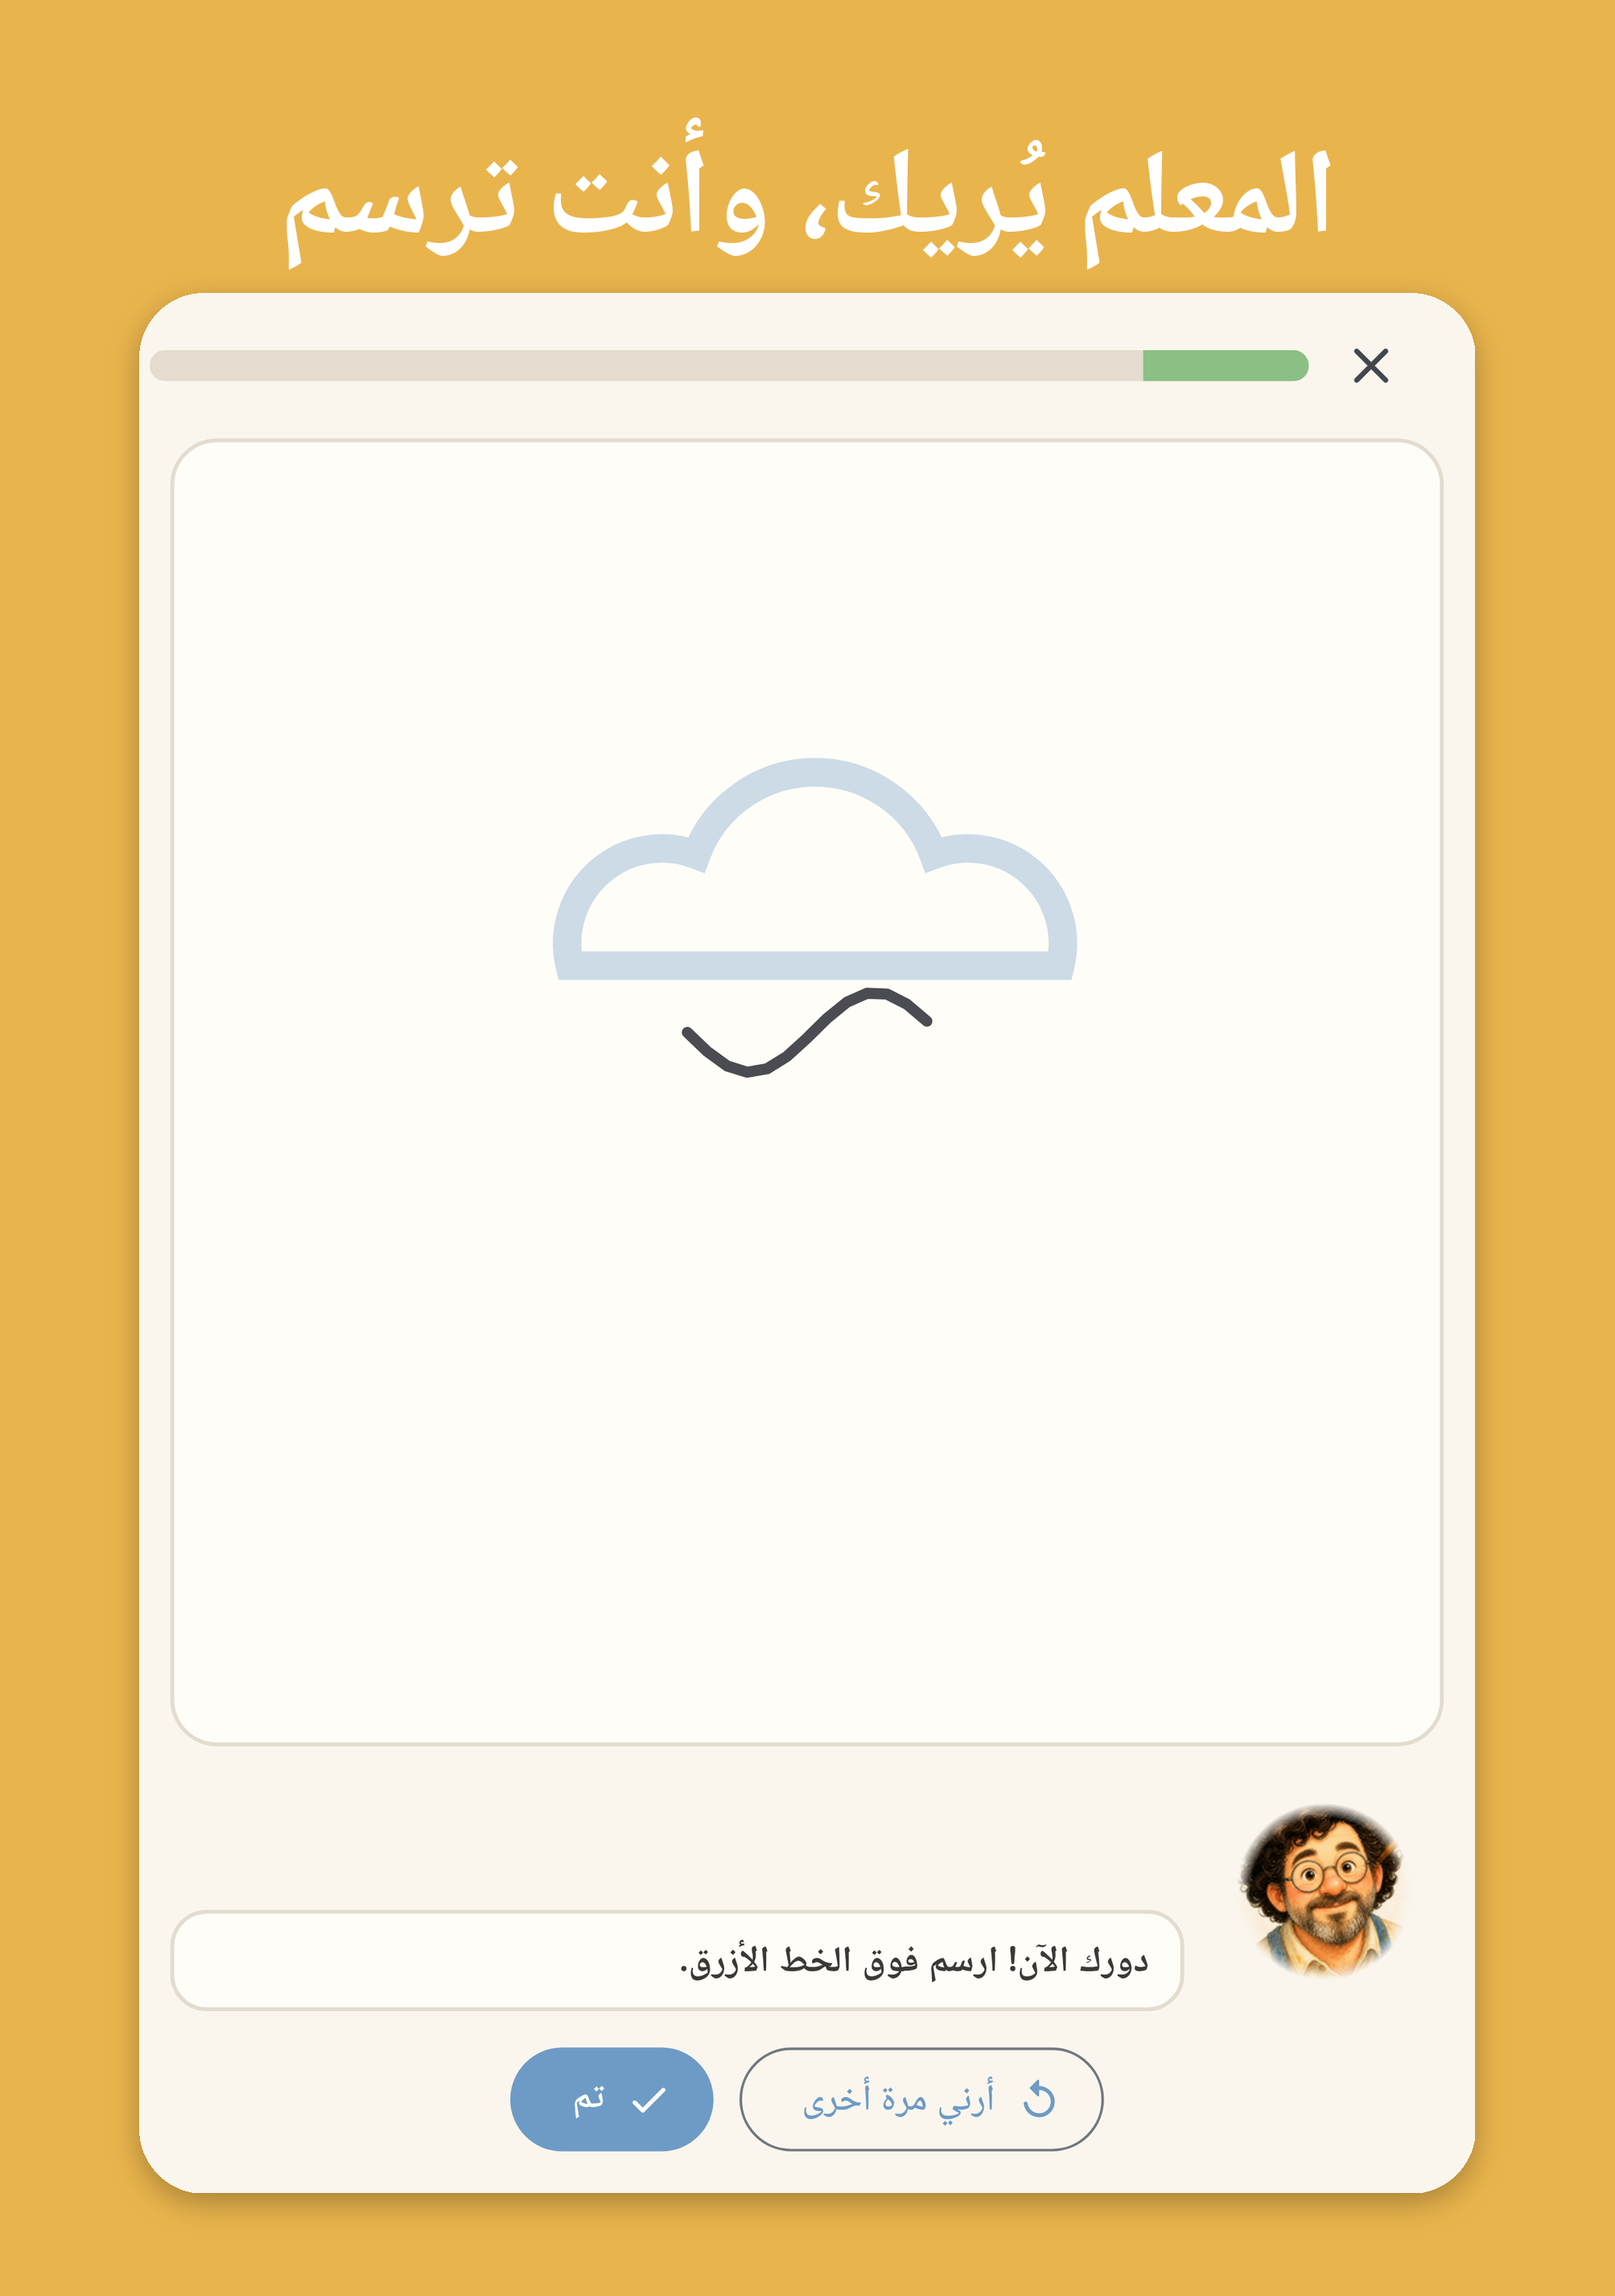 المعلم يُريك، وأنت ترسم
دورك الآن! ارسم فوق الخط الأزرق.
أرني مرة أخرى
تم